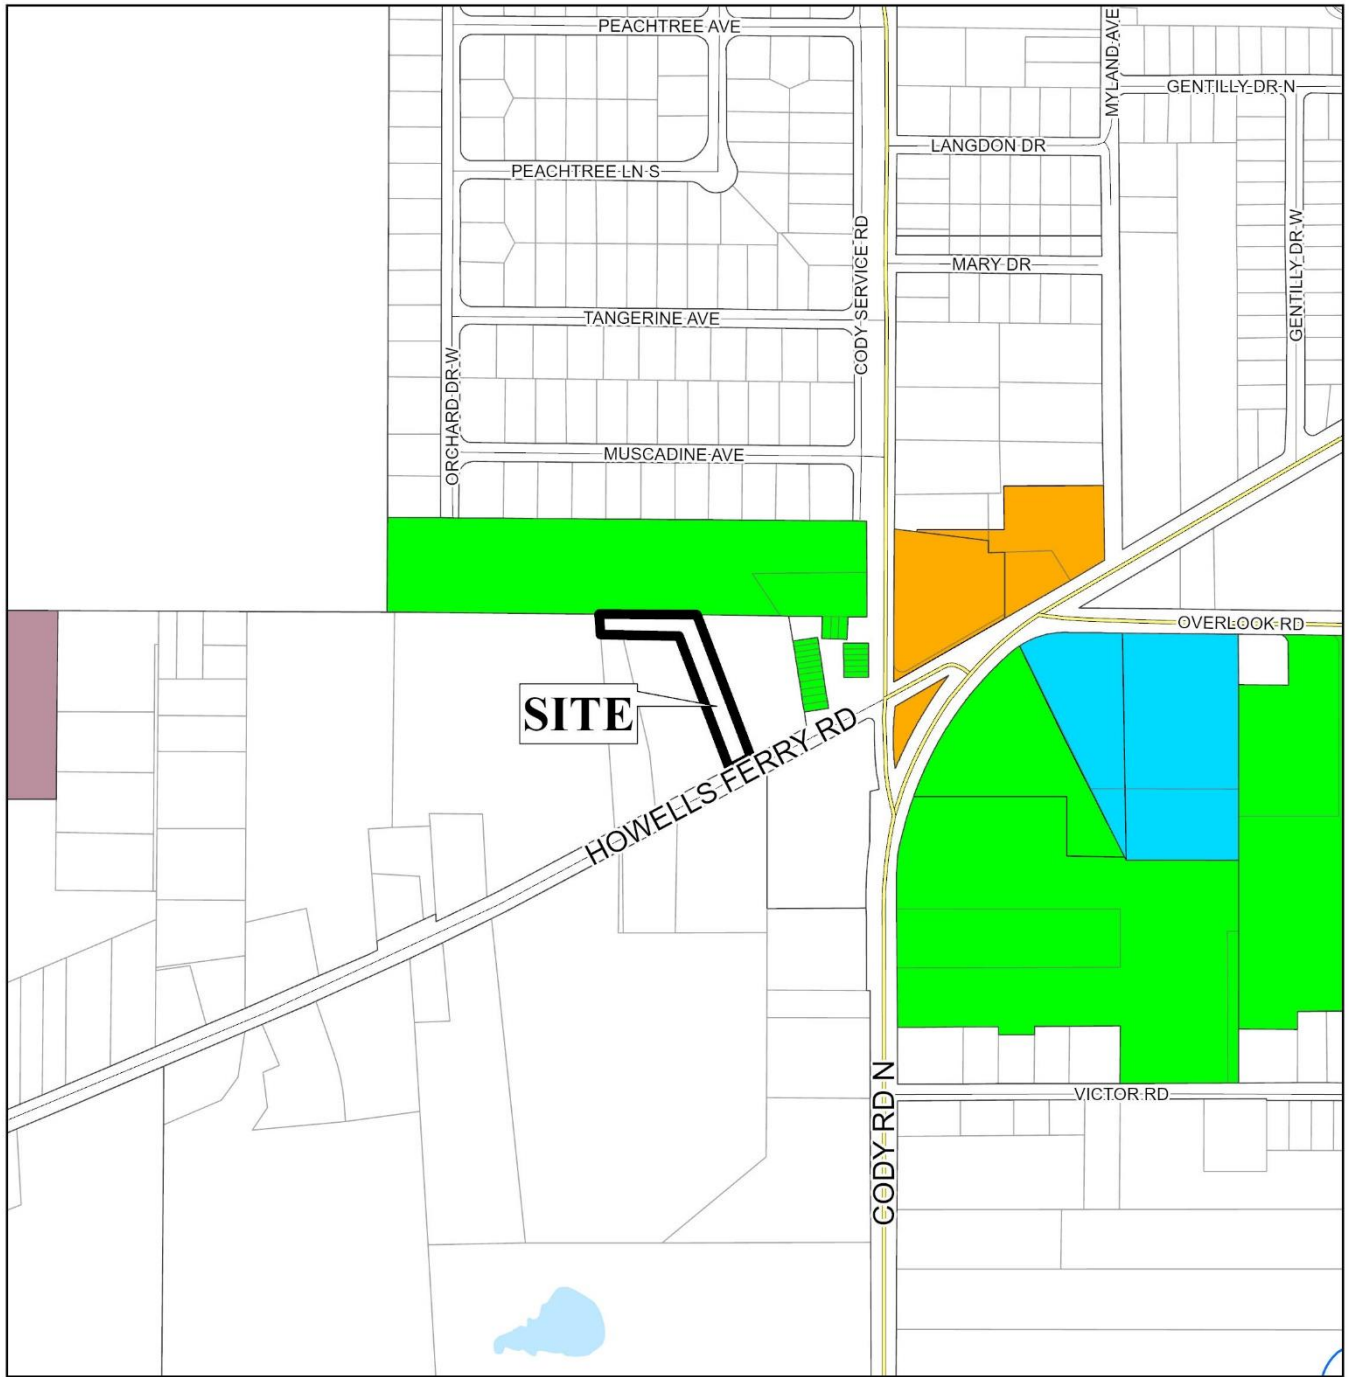 PEACHTREE AVE
MYLAND AVE
GENTILLY DR N
LANGDON DR
PEACHTREE LN S
GENTILLY DR W
CODY SERVICE RD
MARY DR
TANGERINE AVE
ORCHARD DR W
MUSCADINE AVE
OVERLOOK RD
SITE
HOWELLS FERRY RD
CODY RD N
VICTOR RD